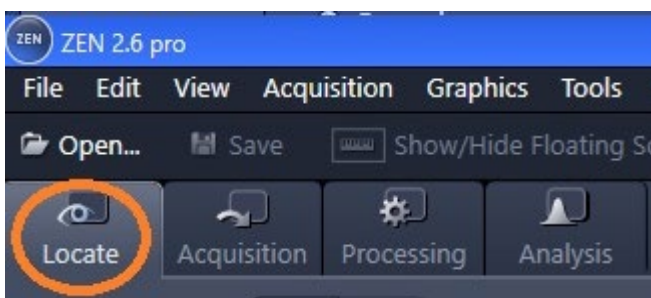 ZEN ZEN 2.6 pro
File Edit View Acquisition Graphics Tools
Open... Save Show/Hide Floating
Locate Acquisition Processing Analysis